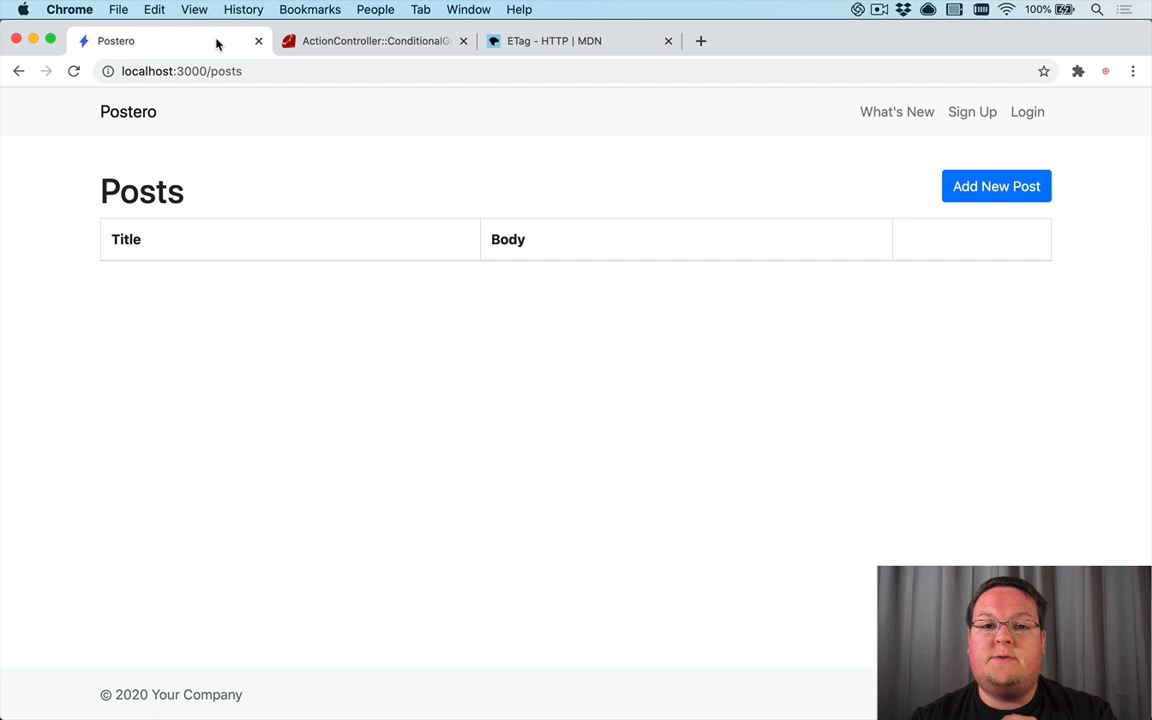 Chrome File Edit View History Bookmarks People Tab Window Help 100%
Postero ActionController::ConditionalG ETag - HTTP | MDN
localhost:3000/posts
Postero What's New Sign Up Login
Posts Add New Post
Title Body
© 2020 Your Company